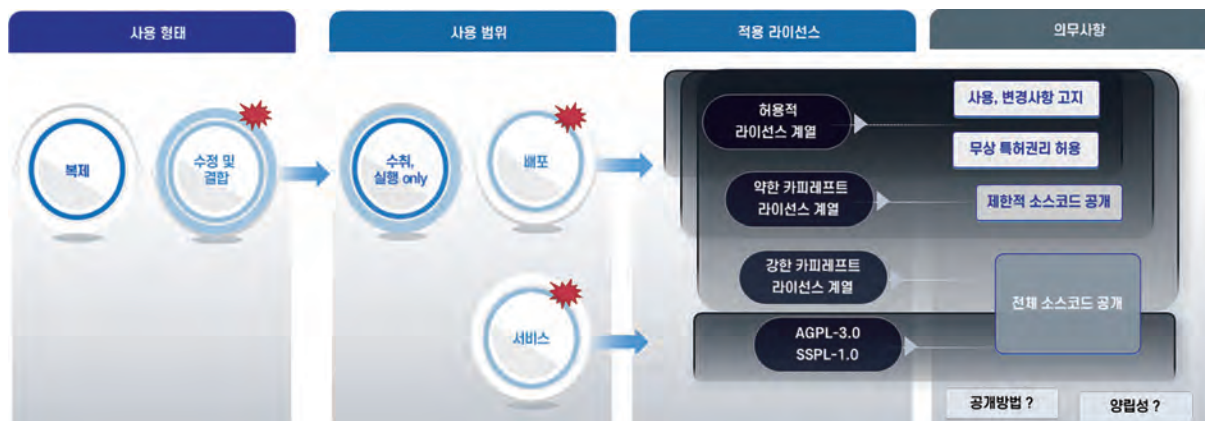 사용 형태
사용 범위
적용 라이선스
의무사항
복제
수정 및
결합
수취,
실행 only
배포
서비스
허용적
라이선스 계열
사용, 변경사항 고지
무상 특허권리 허용
약한 카피레프트
라이선스 계열
제한적 소스코드 공개
강한 카피레프트
라이선스 계열
전체 소스코드 공개
AGPL-3.0
SSPL-1.0
공개방법 ?
양립성 ?